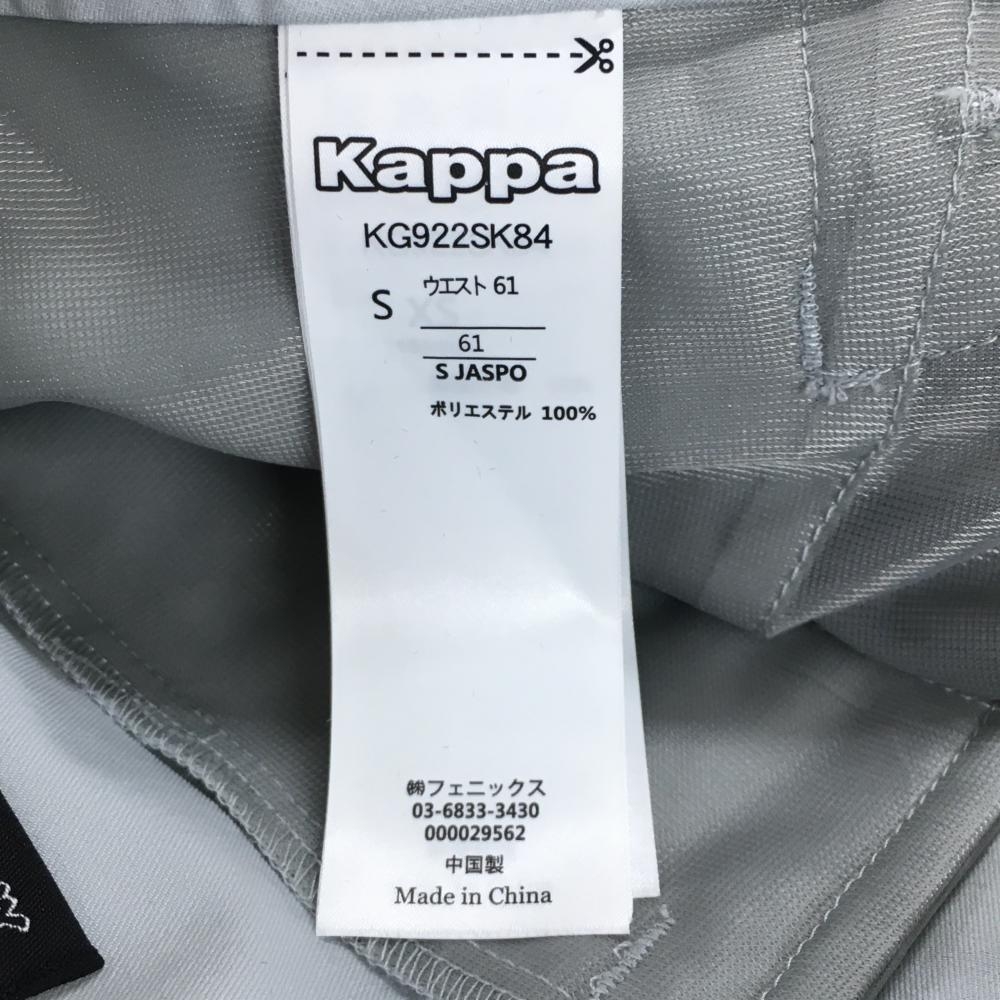 Kappa
KG922SK84
S
ウエスト 61
61
S JASPO
ポリエステル 100%
㈱フェニックス
03-6833-3430
000029562
中国製
Made in China